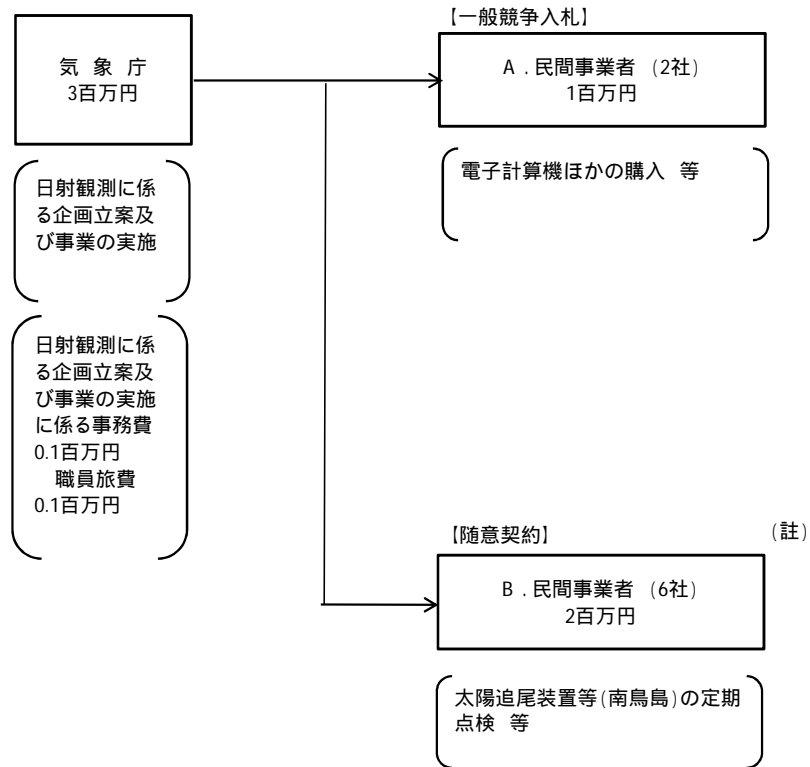 気 象 庁
3百万円
日射観測に係
る企画立案及
び事業の実施
日射観測に係
る企画立案及
び事業の実施
に係る事務費
0.1百万円
職員旅費
0.1百万円
【一般競争入札】
A．民間事業者 (2社)
1百万円
電子計算機ほかの購入 等
【随意契約】
(註)
B．民間事業者 (6社)
2百万円
太陽追尾装置等(南鳥島)の定期
点検 等